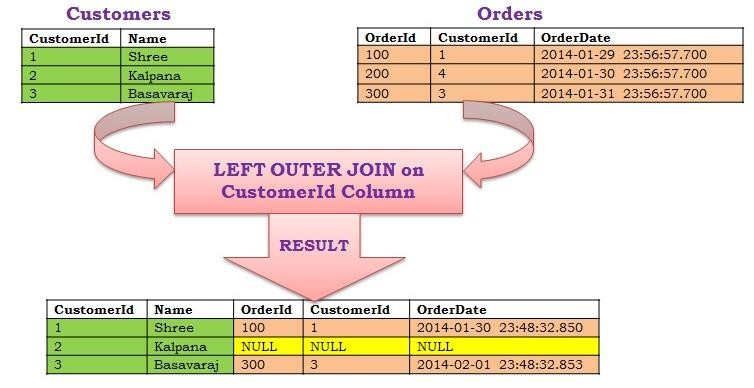 Customers
Orders
CustomerId Name
1 Shree
2 Kalpana
3 Basavaraj
OrderId CustomerId OrderDate
100 1 2014-01-29 23:56:57.700
200 4 2014-01-30 23:56:57.700
300 3 2014-01-31 23:56:57.700
LEFT OUTER JOIN on
CustomerId Column
RESULT
CustomerId Name OrderId CustomerId OrderDate
1 Shree 100 1 2014-01-30 23:48:32.850
2 Kalpana NULL NULL NULL
3 Basavaraj 300 3 2014-02-01 23:48:32.853